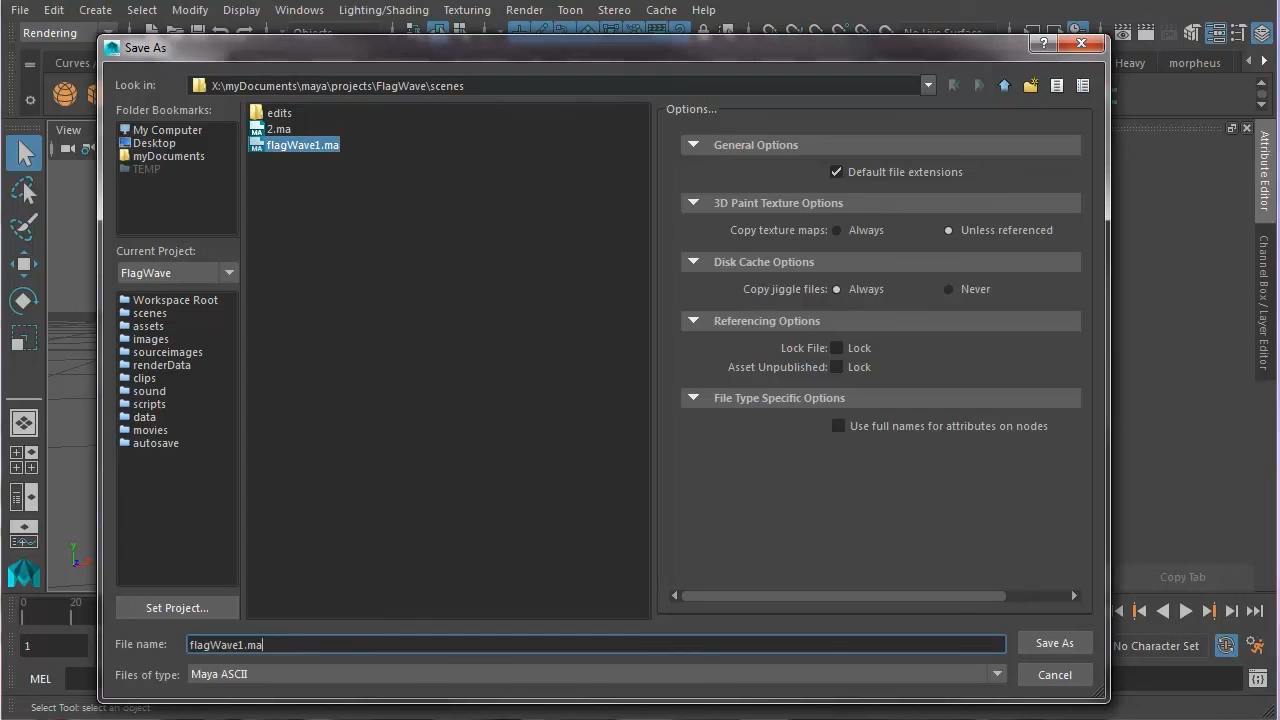 File Edit Create Select Modify Display Windows Lighting/Shading Texturing Render Toon Stereo Cache Help
Rendering
Objects
No Live Surface
Save As
?
Curves /
Heavy
morpheus
Look in:
X:\myDocuments\maya\projects\FlagWave\scenes
Folder Bookmarks:
My Computer
Desktop
myDocuments
TEMP
edits
2.ma
flagWave1.ma
View
Current Project:
FlagWave
Workspace Root
scenes
assets
images
sourceimages
renderData
clips
sound
scripts
data
movies
autosave
Set Project...
Options...
General Options
Default file extensions
3D Paint Texture Options
Copy texture maps: Always Unless referenced
Disk Cache Options
Copy jiggle files: Always Never
Referencing Options
Lock File: Lock
Asset Unpublished: Lock
File Type Specific Options
Use full names for attributes on nodes
Attribute Editor
Channel Box / Layer Editor
Copy Tab
0 20
1
File name: flagWave1.ma
Save As
No Character Set
MEL
Files of type: Maya ASCII
Cancel
Select Tool: select an object